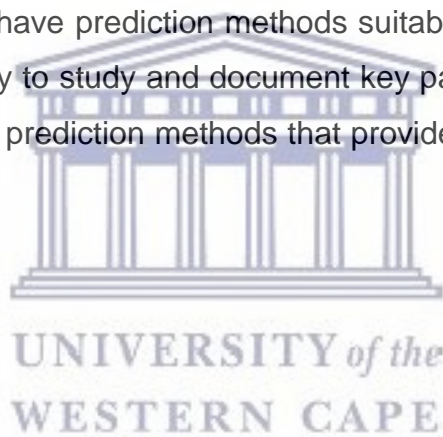 have prediction methods suitab
y to study and document key pa
prediction methods that provide
UNIVERSITY of the
WESTERN CAPE